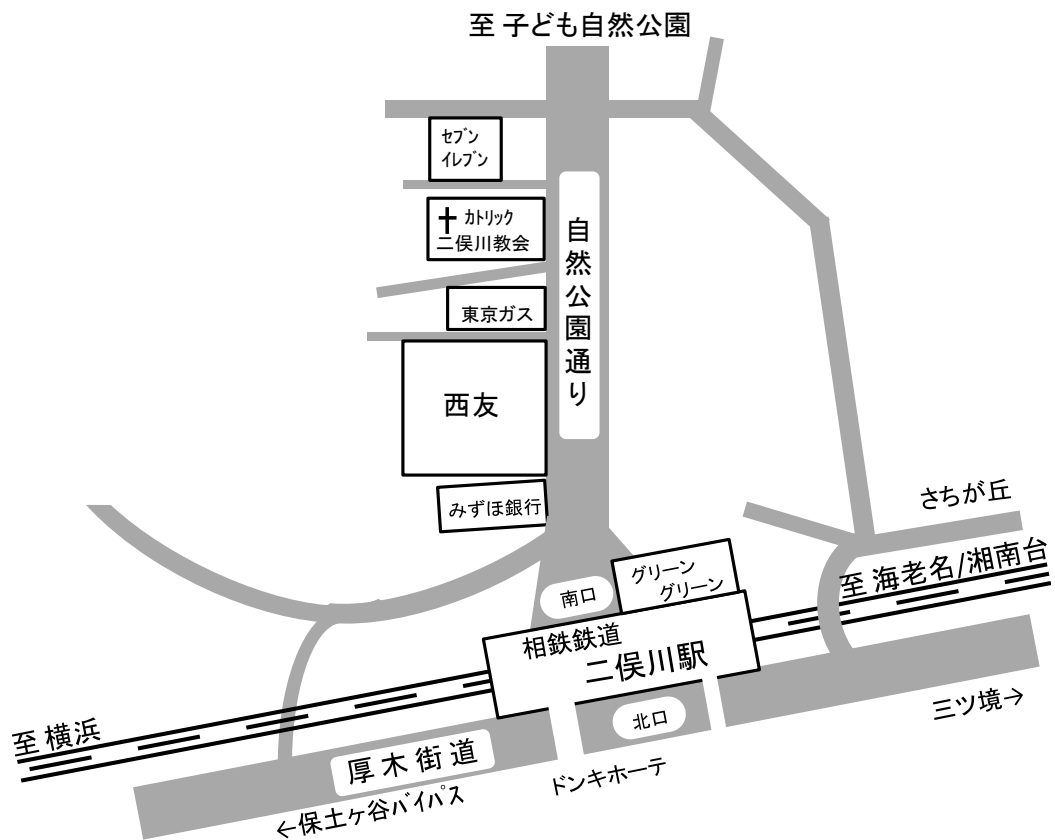 至 子ども自然公園
セブン
イレブン
カトリック
二俣川教会
自然公園通り
東京ガス
西友
みずほ銀行
さちが丘
至 海老名/湘南台
グリーン
グリーン
南口
相鉄鉄道
二俣川駅
北口
三ツ境→
至 横浜
厚木街道
ドンキホーテ
←保土ヶ谷バイパス